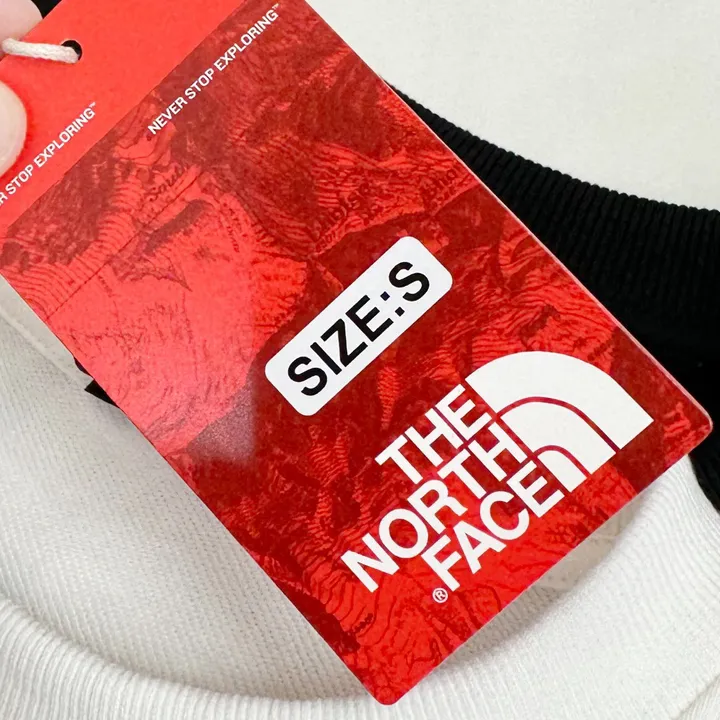 NEVER STOP EXPLORING™
R STOP EXPLORING™
SIZE:S
THE
NORTH
FACE
®